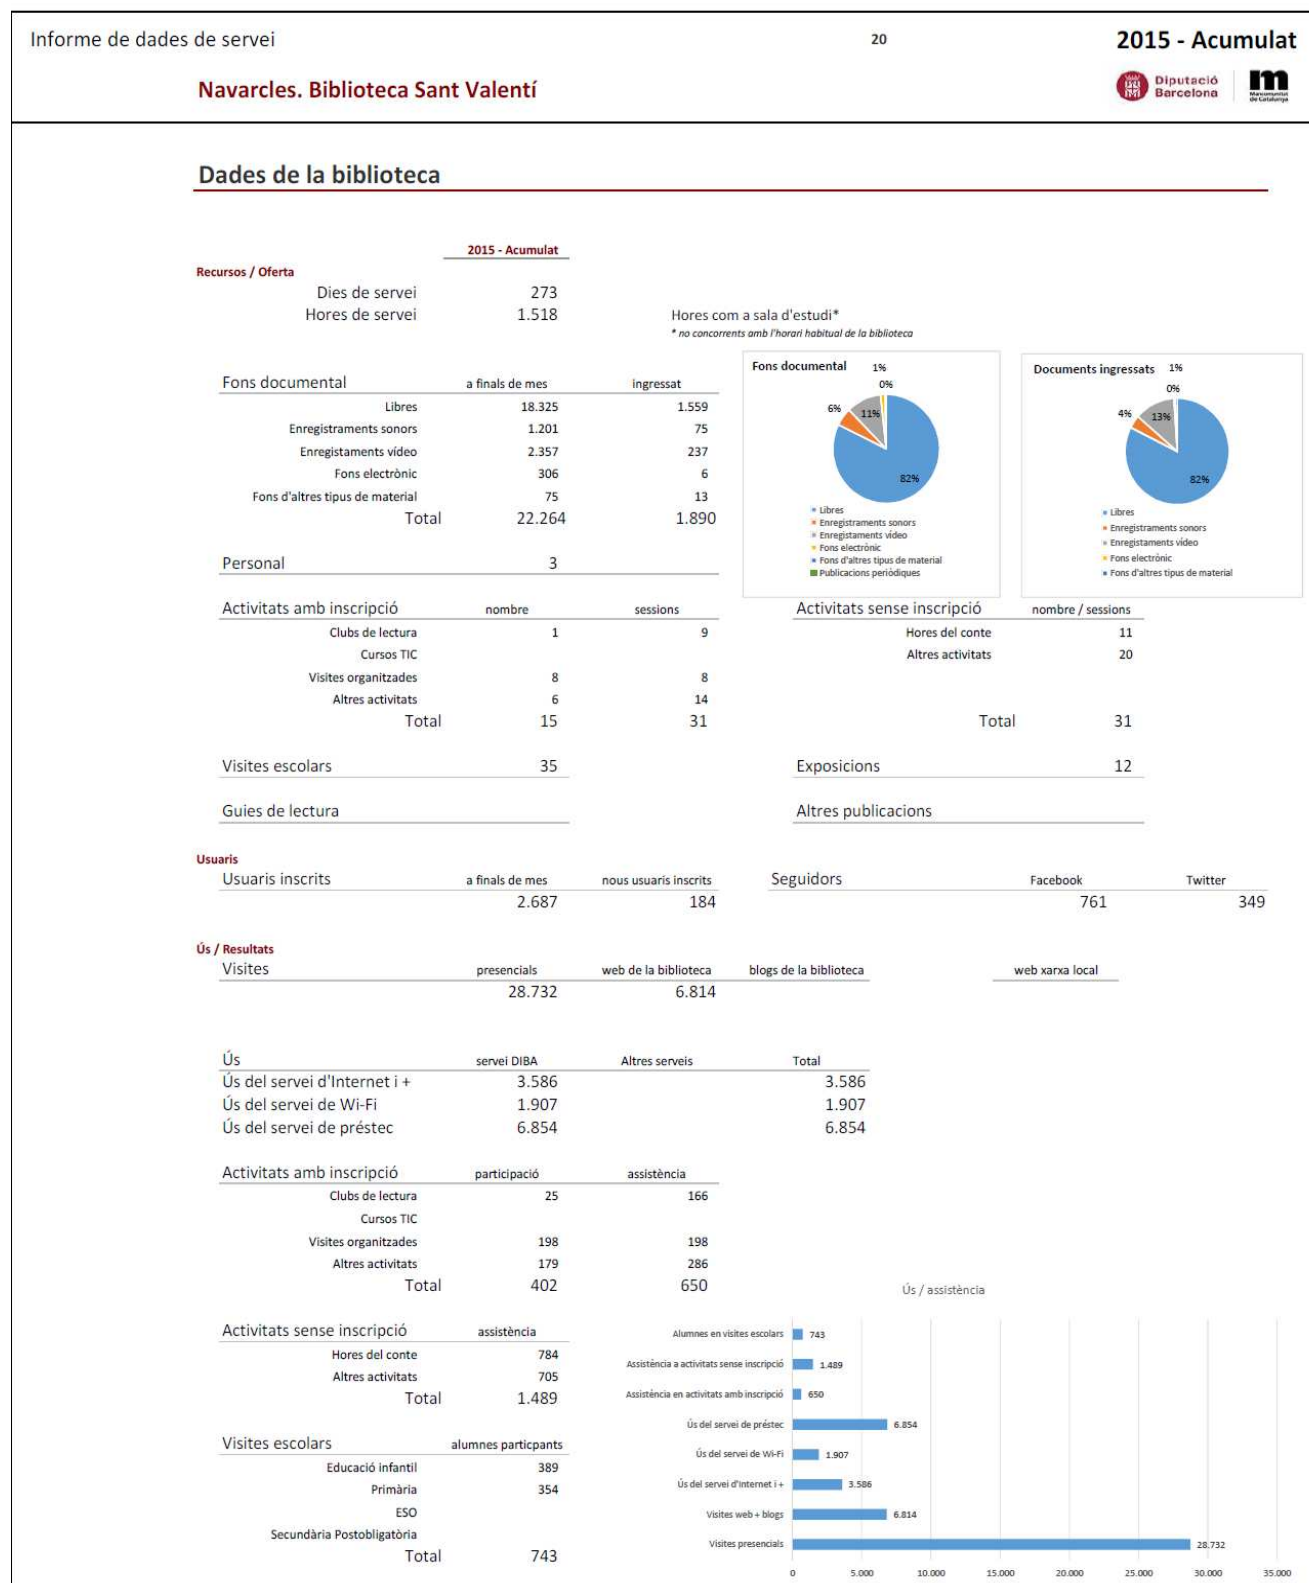 Informe de dades de servei 20 2015 - Acumulat
Navarcles. Biblioteca Sant Valentí
Diputació Barcelona
m
Mancomunitat de Catalunya
Dades de la biblioteca
2015 - Acumulat
Recursos / Oferta
Dies de servei 273
Hores de servei 1.518 Hores com a sala d'estudi*
* no concorrents amb l'horari habitual de la biblioteca
Fons documental a finals de mes ingressat
Libres 18.325 1.559
Enregistraments sonors 1.201 75
Enregistaments vídeo 2.357 237
Fons electrònic 306 6
Fons d'altres tipus de material 75 13
Total 22.264 1.890
Personal 3
Fons documental 1%
0%
6% 11%
82%
Libres
Enregistraments sonors
Enregistaments vídeo
Fons electrònic
Fons d'altres tipus de material
Publicacions periòdiques
Documents ingressats 1%
0%
4% 13%
82%
Libres
Enregistraments sonors
Enregistaments vídeo
Fons electrònic
Fons d'altres tipus de material
Activitats amb inscripció nombre sessions Activitats sense inscripció nombre / sessions
Clubs de lectura 1 9 Hores del conte 11
Cursos TIC Altres activitats 20
Visites organitzades 8 8
Altres activitats 6 14
Total 15 31 Total 31
Visites escolars 35 Exposicions 12
Guies de lectura Altres publicacions
Usuaris
Usuaris inscrits a finals de mes nous usuaris inscrits Seguidors Facebook Twitter
2.687 184 761 349
Ús / Resultats
Visites presencials web de la biblioteca blogs de la biblioteca web xarxa local
28.732 6.814
Ús servei DIBA Altres serveis Total
Ús del servei d'Internet i + 3.586 3.586
Ús del servei de Wi-Fi 1.907 1.907
Ús del servei de préstec 6.854 6.854
Activitats amb inscripció participació assistència
Clubs de lectura 25 166
Cursos TIC
Visites organitzades 198 198
Altres activitats 179 286
Total 402 650
Activitats sense inscripció assistència
Hores del conte 784
Altres activitats 705
Total 1.489
Visites escolars alumnes particpants
Educació infantil 389
Primària 354
ESO
Secundària Postobligatòria
Total 743
Ús / assistència
Alumnes en visites escolars 743
Assistència a activitats sense inscripció 1.489
Assistència en activitats amb inscripció 650
Ús del servei de préstec 6.854
Ús del servei de Wi-Fi 1.907
Ús del servei d'Internet i + 3.586
Visites web + blogs 6.814
Visites presencials 28.732
0 5.000 10.000 15.000 20.000 25.000 30.000 35.000